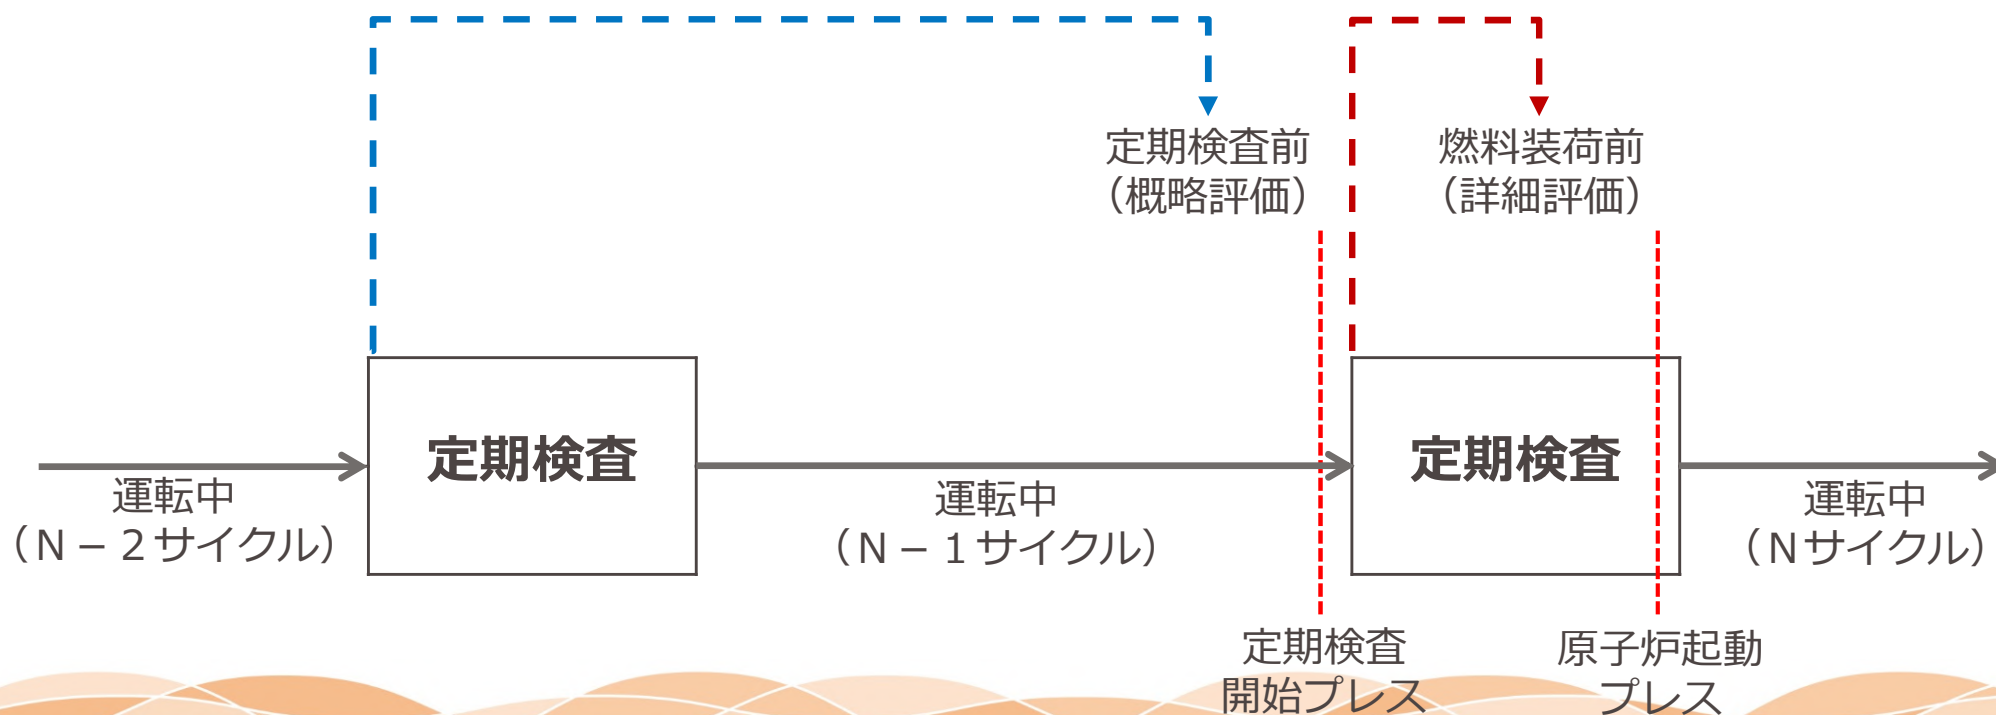 定期検査前
（概略評価）
燃料装荷前
（詳細評価）
定期検査
定期検査
運転中
（Ｎ－２サイクル）
運転中
（Ｎ－１サイクル）
運転中
（Ｎサイクル）
定期検査
開始プレス
原子炉起動
プレス